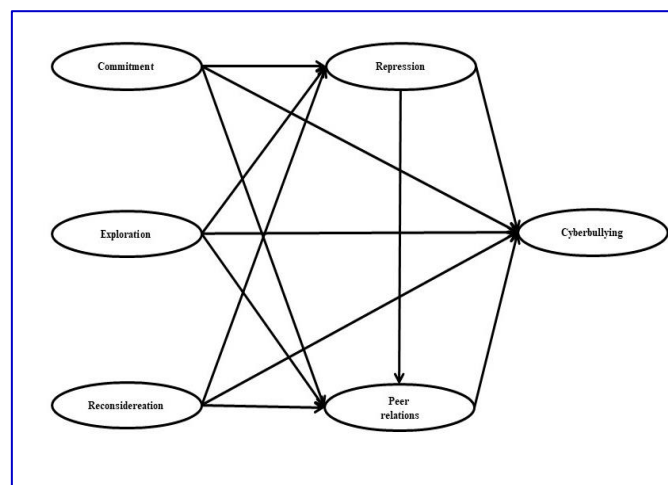 Commitment
Repression
Exploration
Cyberbullying
Reconsidereation
Peer
relations